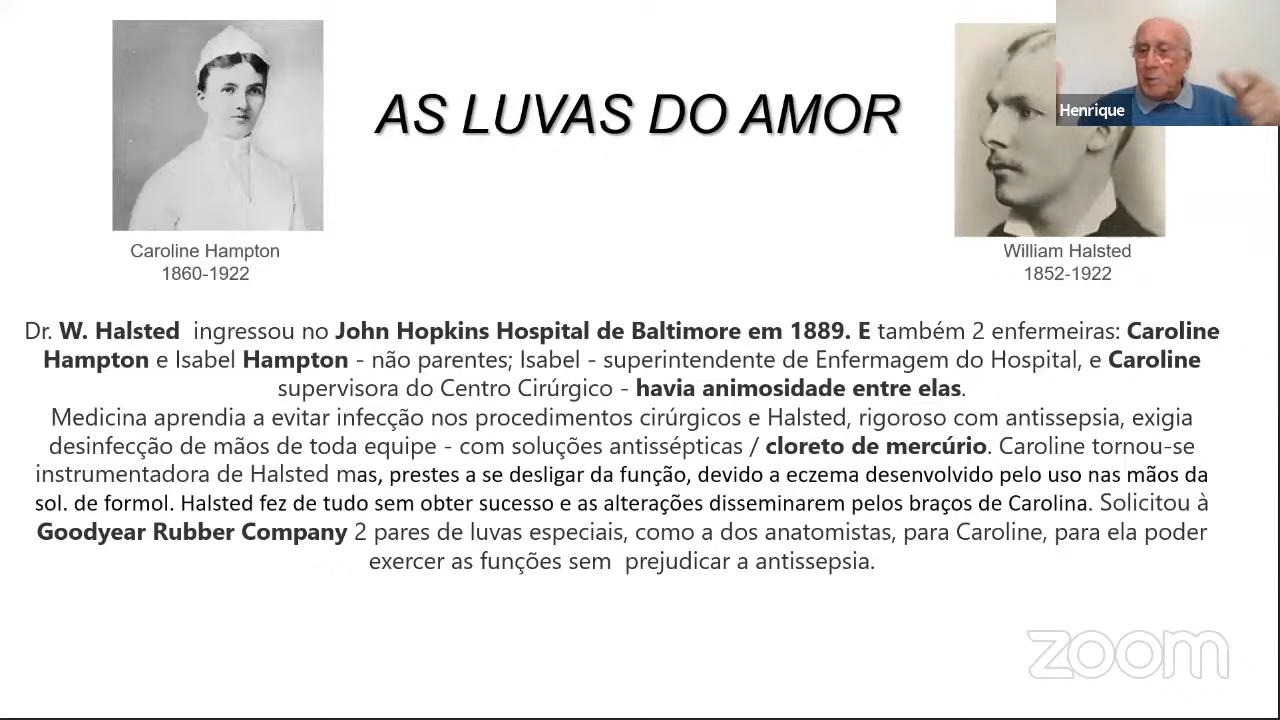 AS LUVAS DO AMOR
Henrique
Caroline Hampton
1860-1922
William Halsted
1852-1922
Dr. W. Halsted ingressou no John Hopkins Hospital de Baltimore em 1889. E também 2 enfermeiras: Caroline
Hampton e Isabel Hampton - não parentes; Isabel - superintendente de Enfermagem do Hospital, e Caroline
supervisora do Centro Cirúrgico - havia animosidade entre elas.
Medicina aprendia a evitar infecção nos procedimentos cirúrgicos e Halsted, rigoroso com antissepsia, exigia
desinfecção de mãos de toda equipe - com soluções antissépticas / cloreto de mercúrio. Caroline tornou-se
instrumentadora de Halsted mas, prestes a se desligar da função, devido a eczema desenvolvido pelo uso nas mãos da
sol. de formol. Halsted fez de tudo sem obter sucesso e as alterações disseminarem pelos braços de Carolina. Solicitou à
Goodyear Rubber Company 2 pares de luvas especiais, como a dos anatomistas, para Caroline, para ela poder
exercer as funções sem prejudicar a antissepsia.
zoom